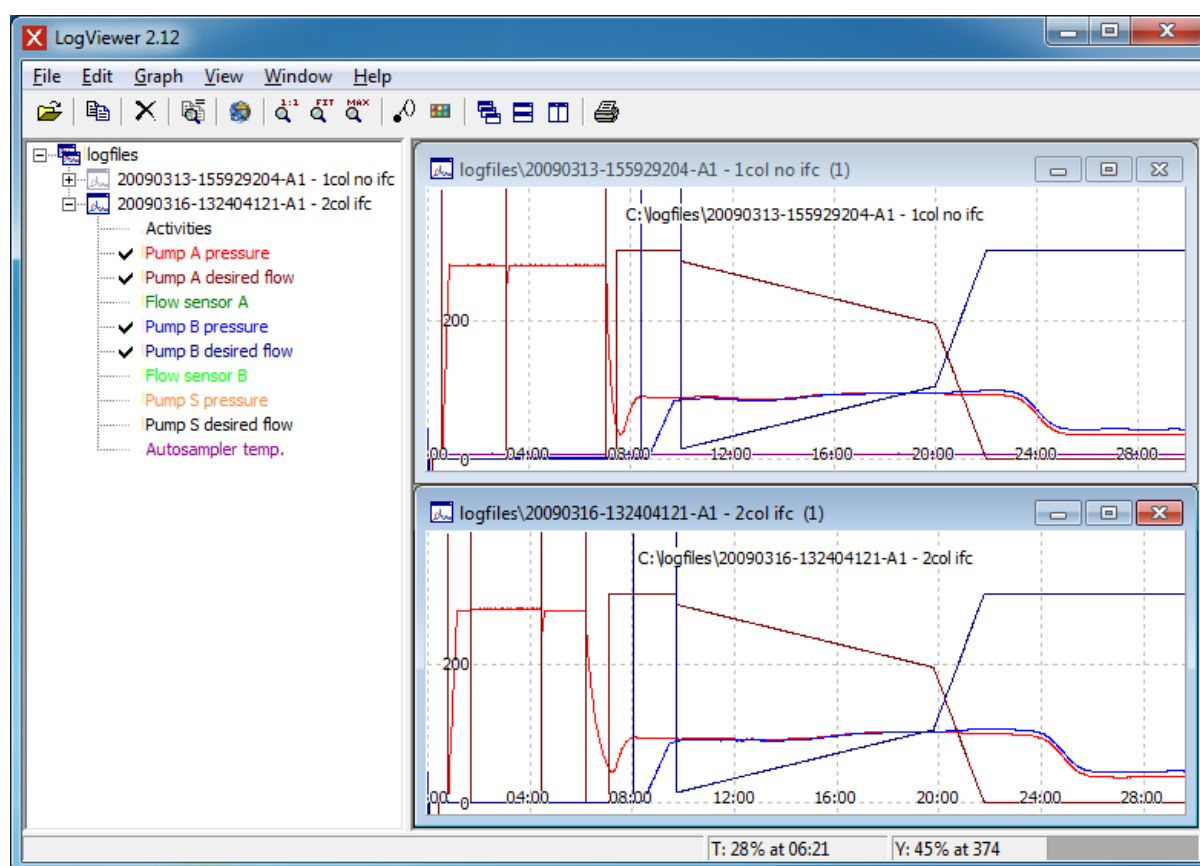 LogViewer 2.12
File Edit Graph View Window Help
1:1 FIT MAX
logfiles
20090313-155929204-A1 - 1col no ifc
20090316-132404121-A1 - 2col ifc
Activities
Pump A pressure
Pump A desired flow
Flow sensor A
Pump B pressure
Pump B desired flow
Flow sensor B
Pump S pressure
Pump S desired flow
Autosampler temp.
logfiles\20090313-155929204-A1 - 1col no ifc (1)
C:\logfiles\20090313-155929204-A1 - 1col no ifc
200
:00 0 04:00 08:00 12:00 16:00 20:00 24:00 28:00
logfiles\20090316-132404121-A1 - 2col ifc (1)
C:\logfiles\20090316-132404121-A1 - 2col ifc
200
:00 0 04:00 08:00 12:00 16:00 20:00 24:00 28:00
T: 28% at 06:21 Y: 45% at 374